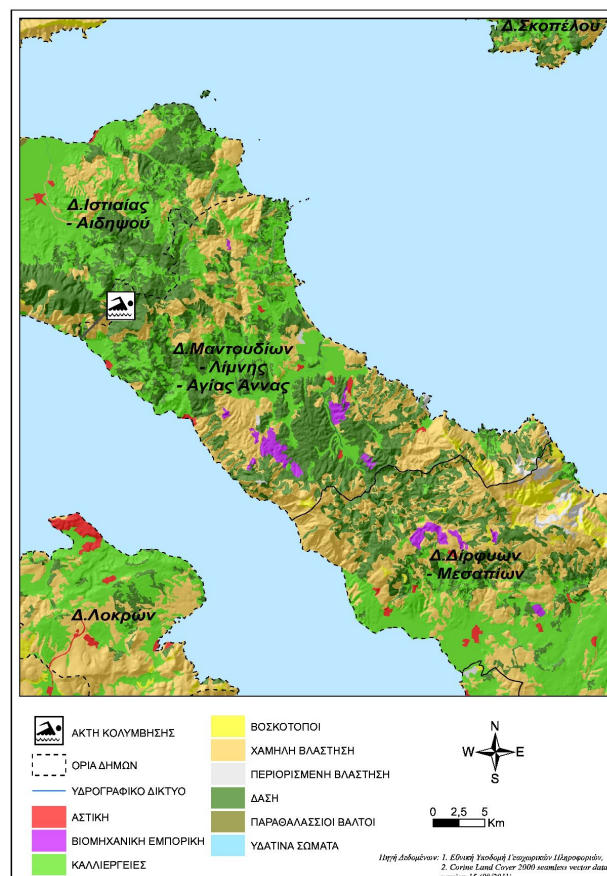 Δ.Σκοπέλου
Δ.Ιστιαίας
- Αιδηψού
Δ.Μαντουδίων
- Λίμνης
- Αγίας Άννας
Δ.Διρφύων
- Μεσαπίων
Δ.Λοκρών
ΑΚΤΗ ΚΟΛΥΜΒΗΣΗΣ
ΟΡΙΑ ΔΗΜΩΝ
ΥΔΡΟΓΡΑΦΙΚΟ ΔΙΚΤΥΟ
ΑΣΤΙΚΗ
ΒΙΟΜΗΧΑΝΙΚΗ ΕΜΠΟΡΙΚΗ
ΚΑΛΛΙΕΡΓΕΙΕΣ
ΒΟΣΚΟΤΟΠΟΙ
ΧΑΜΗΛΗ ΒΛΑΣΤΗΣΗ
ΠΕΡΙΟΡΙΣΜΕΝΗ ΒΛΑΣΤΗΣΗ
ΔΑΣΗ
ΠΑΡΑΘΑΛΑΣΣΙΟΙ ΒΑΛΤΟΙ
ΥΔΑΤΙΝΑ ΣΩΜΑΤΑ
N
W E
S
0 2,5 5
Km
Πηγή Δεδομένων: 1. Εθνική Υποδομή Γεωχωρικών Πληροφοριών,
2. Corine Land Cover 2000 seamless vector data